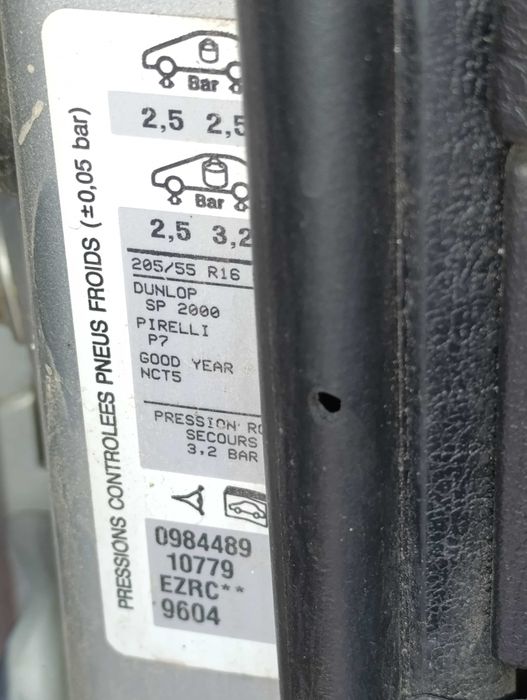 PRESSIONS CONTROLEES PNEUS FROIDS (±0,05 bar)
Bar
2,5 2,5
Bar
2,5 3,2
205/55 R16
DUNLOP
SP 2000
PIRELLI
P7
GOOD YEAR
NCT5
PRESSION
SECOURS
3,2 BAR
0984489
10779
EZRC**
9604